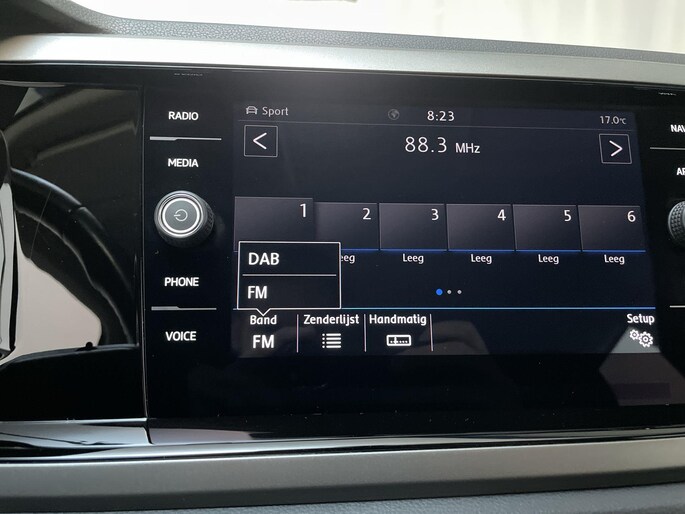 RADIO
MEDIA
PHONE
VOICE
Sport
8:23
17.0°C
88.3 MHz
1 2 3 4 5 6
Leeg Leeg Leeg Leeg
DAB
FM
Band Zenderlijst Handmatig Setup
FM